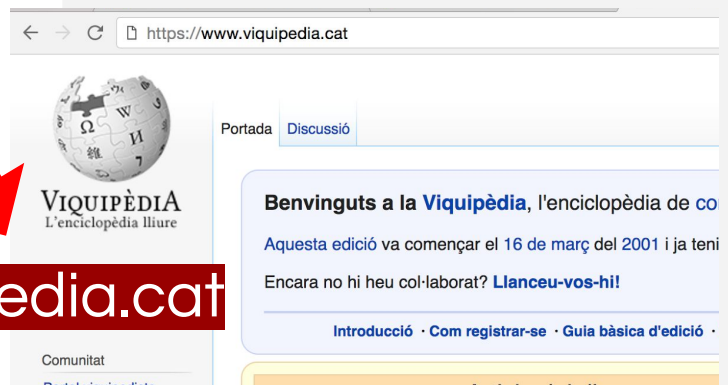 https://www.viquipedia.cat
Portada Discussió
VIQUIPÈDIA
L'enciclopèdia lliure
Benvinguts a la Viquipèdia, l'enciclopèdia de
Aquesta edició va començar el 16 de març del 2001 i ja
Encara no hi heu col·laborat? Llanceu-vos-hi!
edia.cat
Introducció · Com registrar-se · Guia bàsica d'edició ·
Comunitat